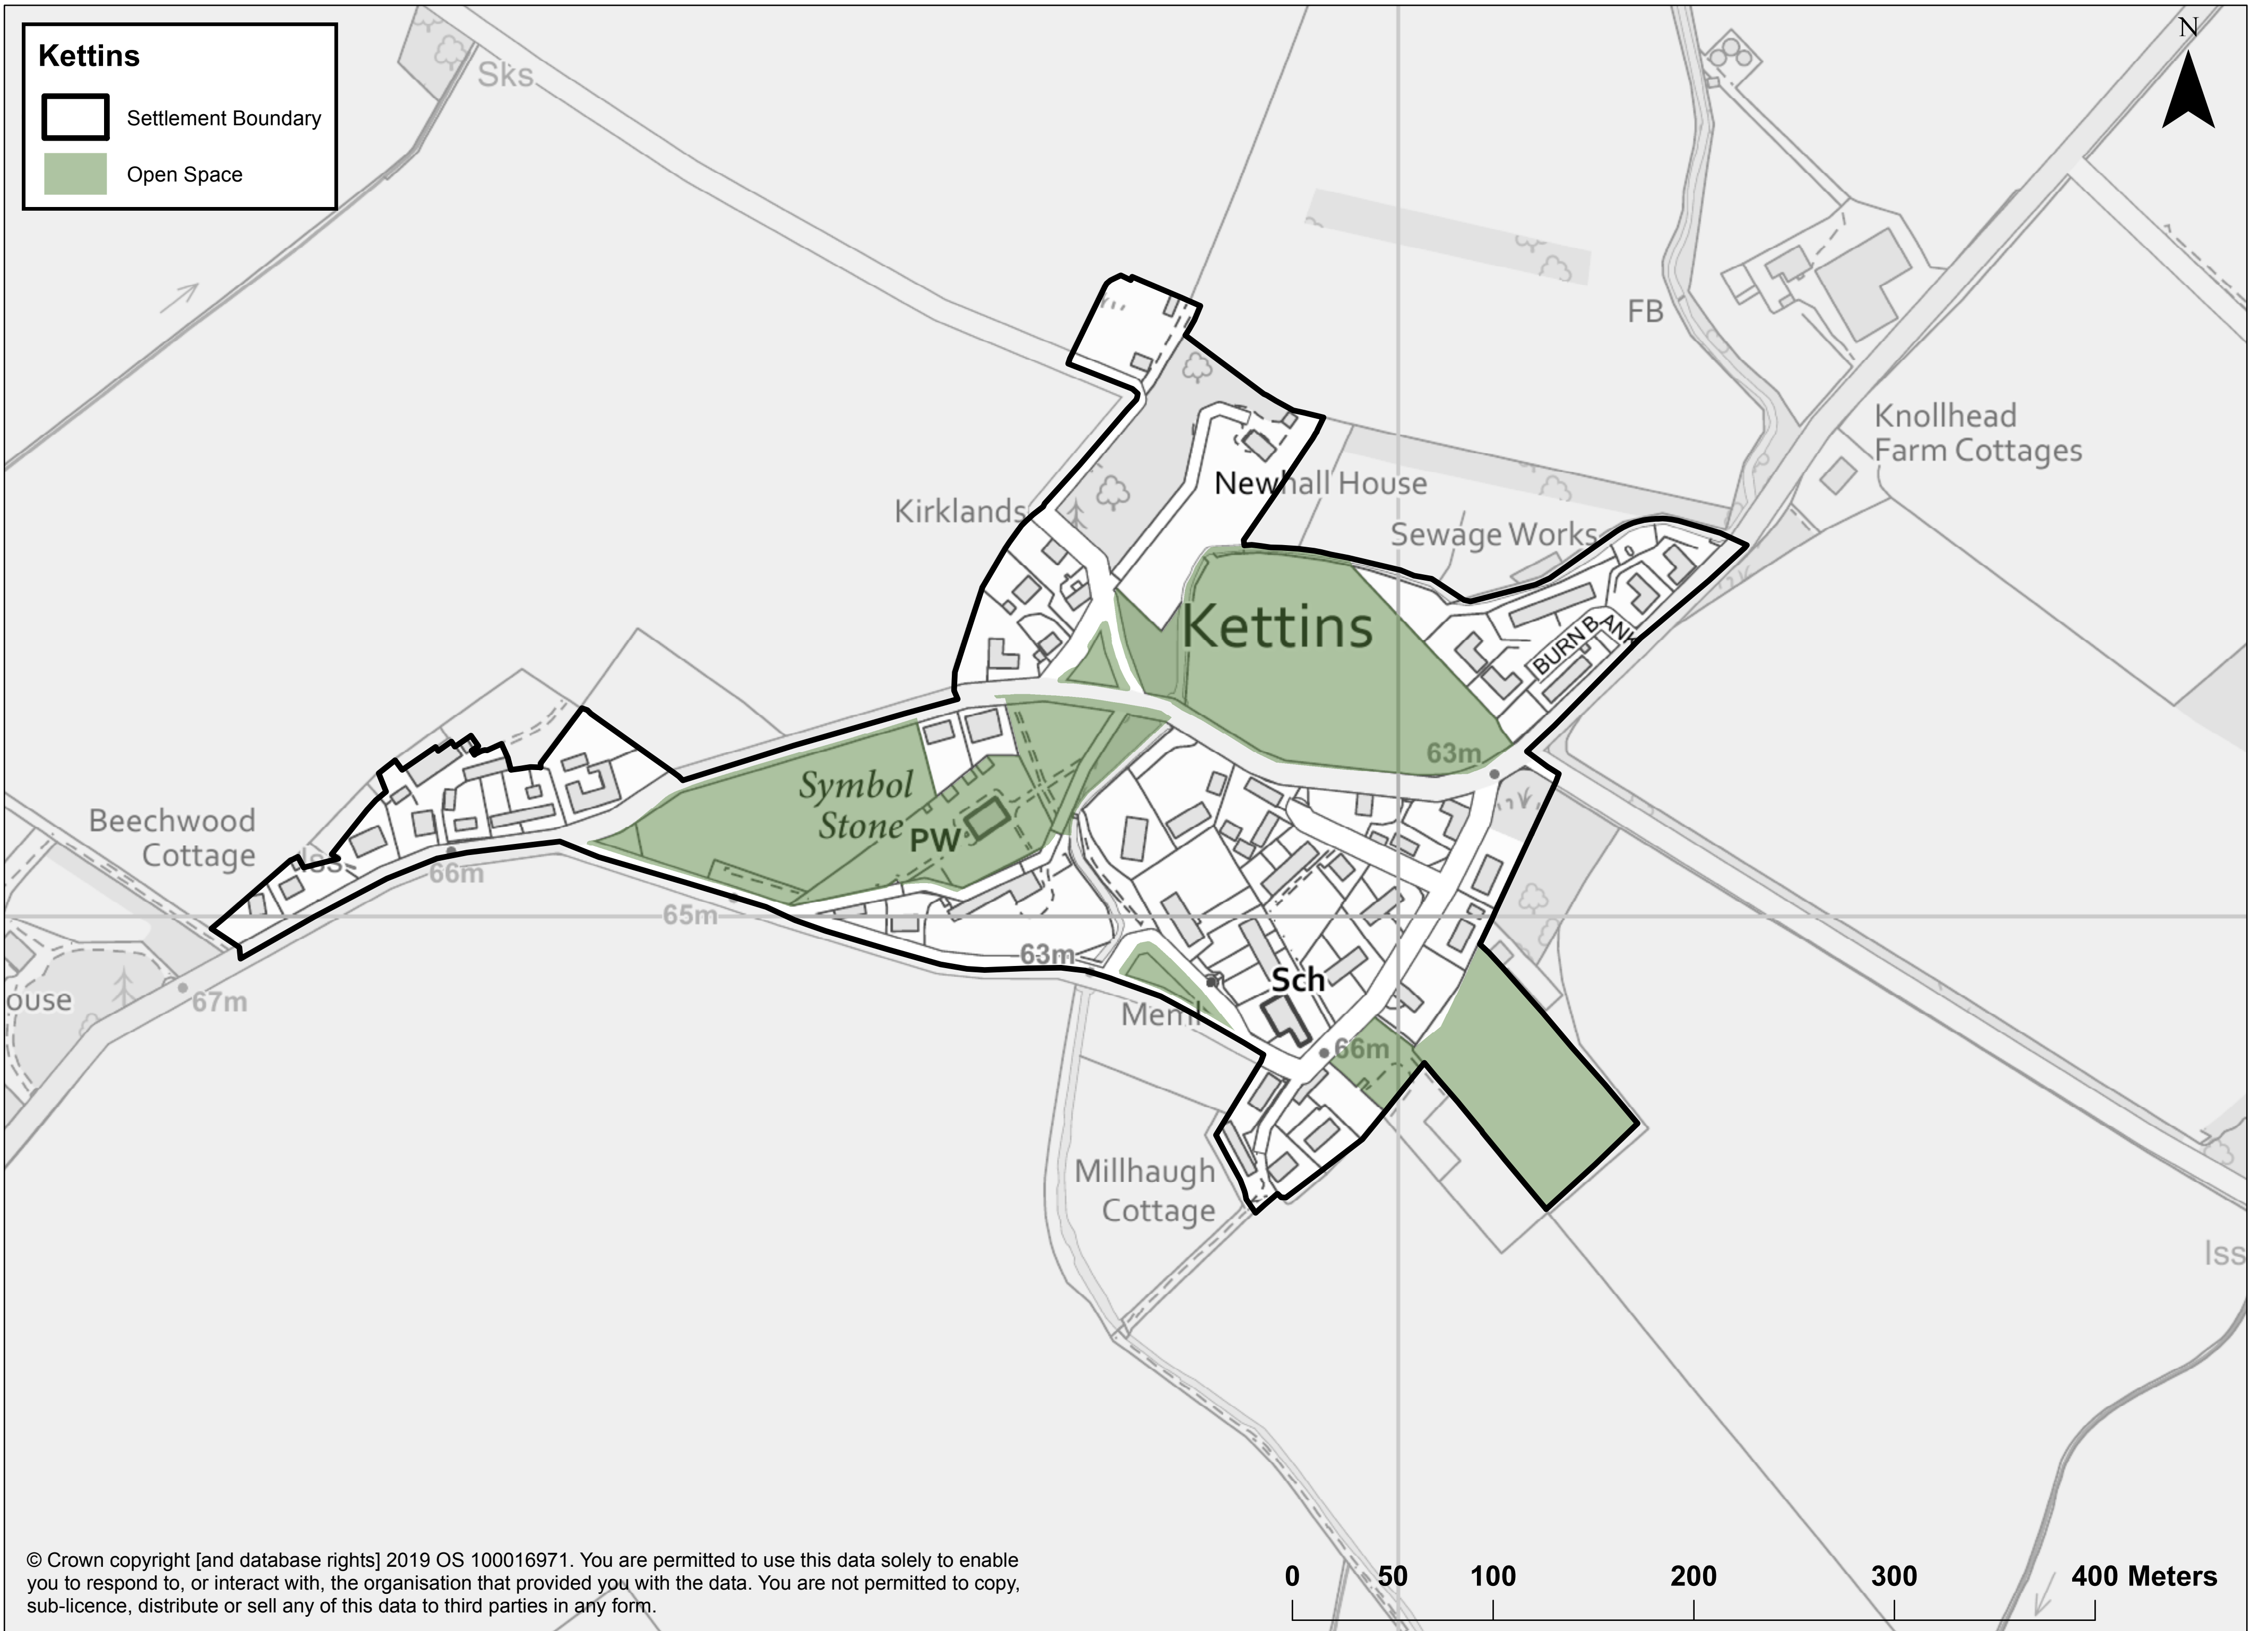 Kettins
Settlement Boundary
Open Space
N
Sks
FB
Knollhead
Farm Cottages
Newhall House
Kirklands
Sewage Works
Kettins
BURN BANK
63m
Symbol
Stone
PW
Beechwood
Cottage
Iss
66m
65m
63m
Sch
ouse
67m
Meml
66m
Millhaugh
Cottage
Iss
© Crown copyright [and database rights] 2019 OS 100016971. You are permitted to use this data solely to enable
you to respond to, or interact with, the organisation that provided you with the data. You are not permitted to copy,
sub-licence, distribute or sell any of this data to third parties in any form.
0 50 100 200 300 400 Meters